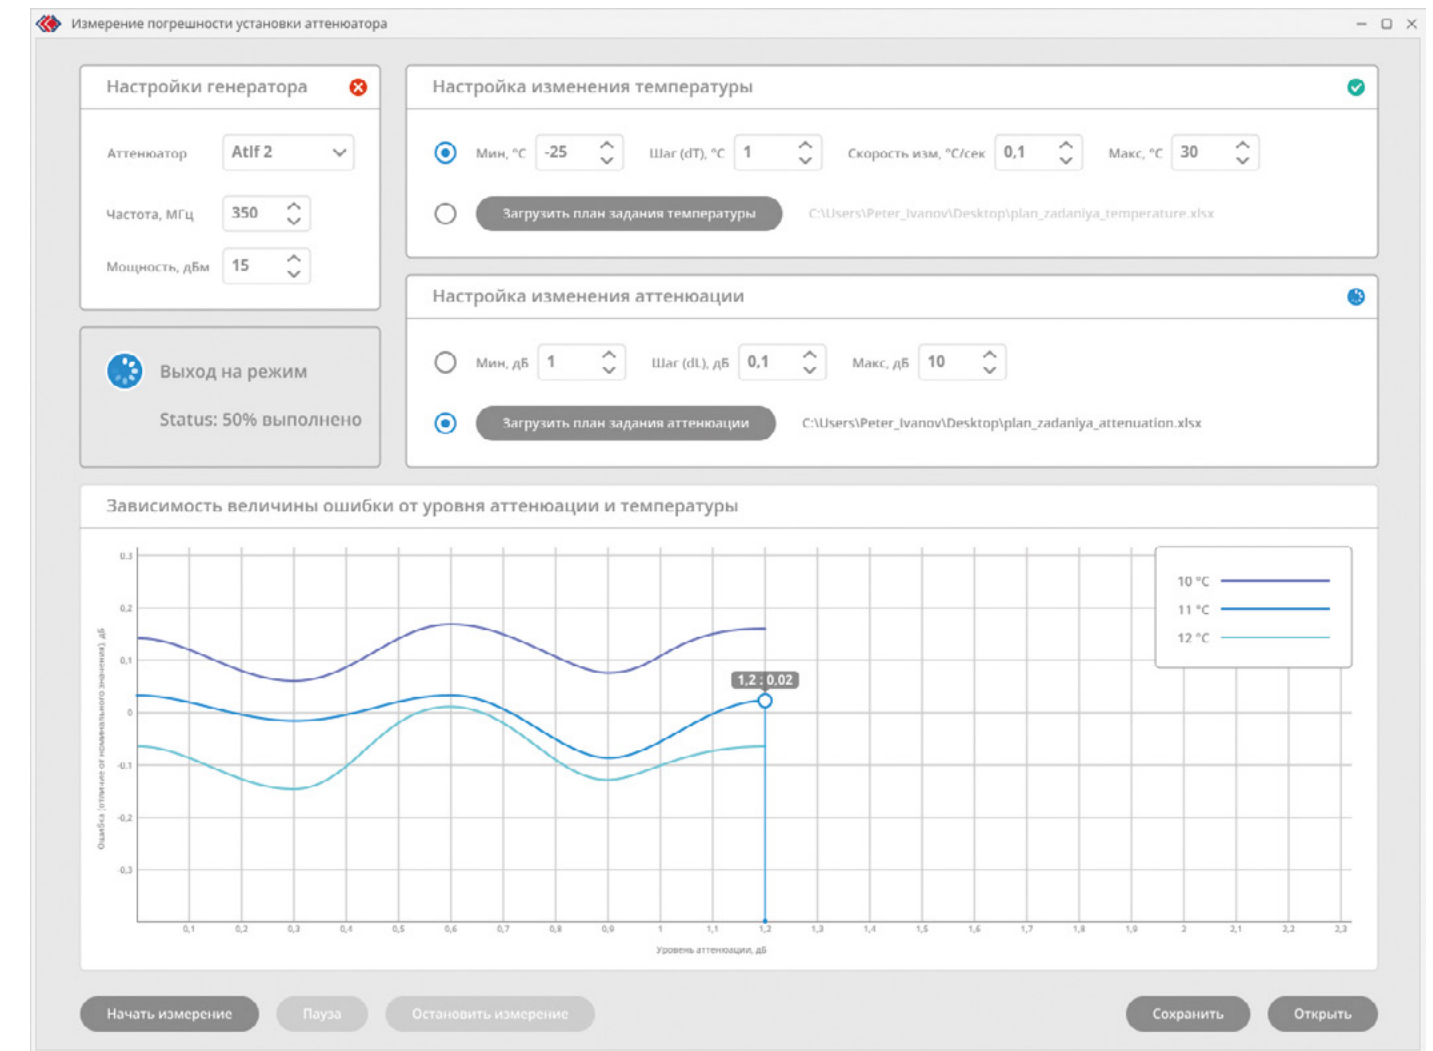 Измерение погрешности установки аттенюатора
Настройки генератора
Аттенюатор Atlf 2
Частота, МГц 350
Мощность, дБм 15
Выход на режим
Status: 50% выполнено
Настройка изменения температуры
Мин, °C -25 Шаг (dT), °C 1 Скорость изм, °C/сек 0,1 Макс, °C 30
Загрузить план задания температуры C:\Users\Peter_Ivanov\Desktop\plan_zadaniya_temperature.xlsx
Настройка изменения аттенюации
Мин, дБ 1 Шаг (dL), дБ 0,1 Макс, дБ 10
Загрузить план задания аттенюации C:\Users\Peter_Ivanov\Desktop\plan_zadaniya_attenuation.xlsx
Зависимость величины ошибки от уровня аттенюации и температуры
Ошибка (отличие от номинального значения), дБ
0.3
0,2
0,1
0
-0.1
-0,2
0,3
10 °C
11 °C
12 °C
1,2 : 0,02
0,1 0,2 0,3 0,4 0,5 0,6 0,7 0,8 0,9 1 1,1 1,2 1,3 1,4 1,5 1,6 1,7 1,8 1,9 2 2,1 2,2 2,3
Уровень аттенюации, дБ
Начать измерение Пауза Остановить измерение Сохранить Открыть